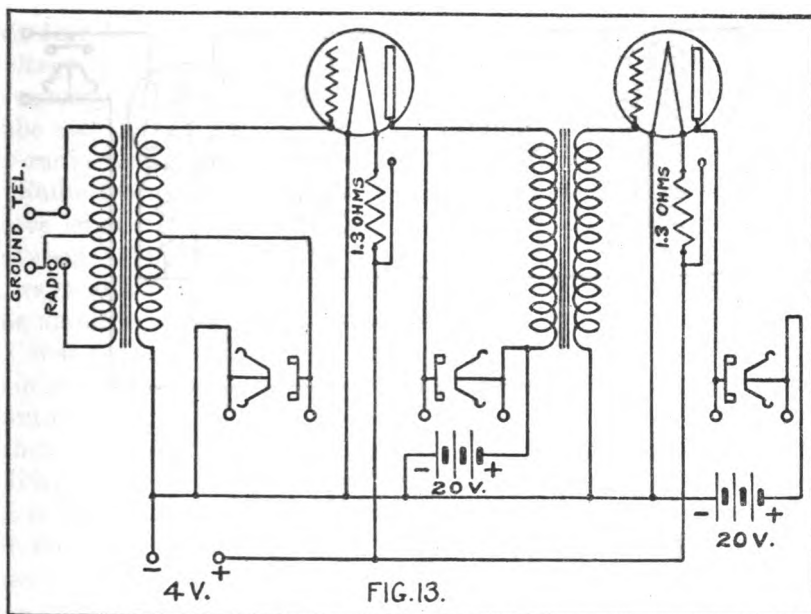 GROUND TEL.
RADIO
1.3 OHMS
1.3 OHMS
- +
20 V.
- +
20 V.
- +
4 V.
FIG.13.